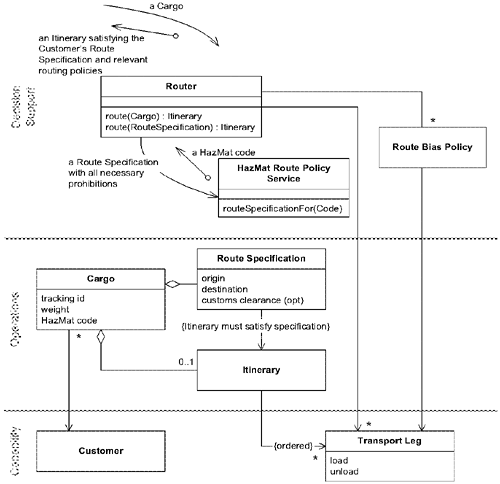 a Cargo
an Itinerary satisfying the
Customer's Route
Specification and relevant
routing policies
Decision
Support
Router
route(Cargo) : Itinerary
route(RouteSpecification) : Itinerary
*
Route Bias Policy
a HazMat code
a Route Specification
with all necessary
prohibitions
HazMat Route Policy
Service
routeSpecificationFor(Code)
Operations
Cargo
tracking id
weight
HazMat code
Route Specification
origin
destination
customs clearance (opt)
*
{Itinerary must satisfy specification}
0..1
Itinerary
Capability
Customer
{ordered}
*
*
Transport Leg
load
unload